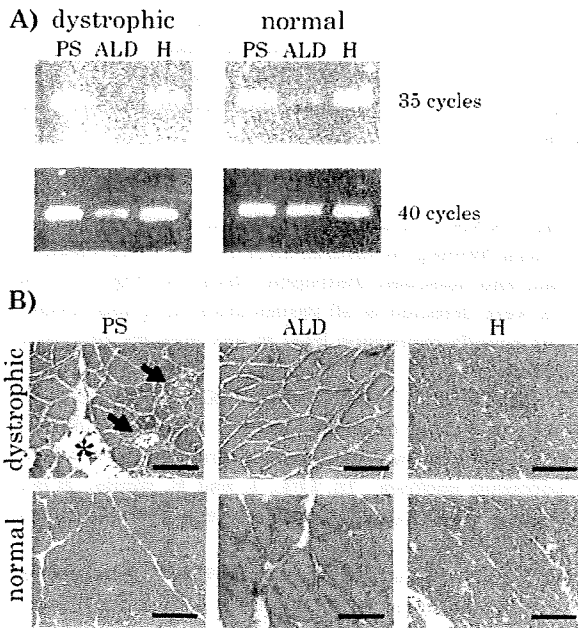 A) dystrophic normal
PS ALD H PS ALD H
35 cycles
40 cycles
B)
PS ALD H
dystrophic
normal